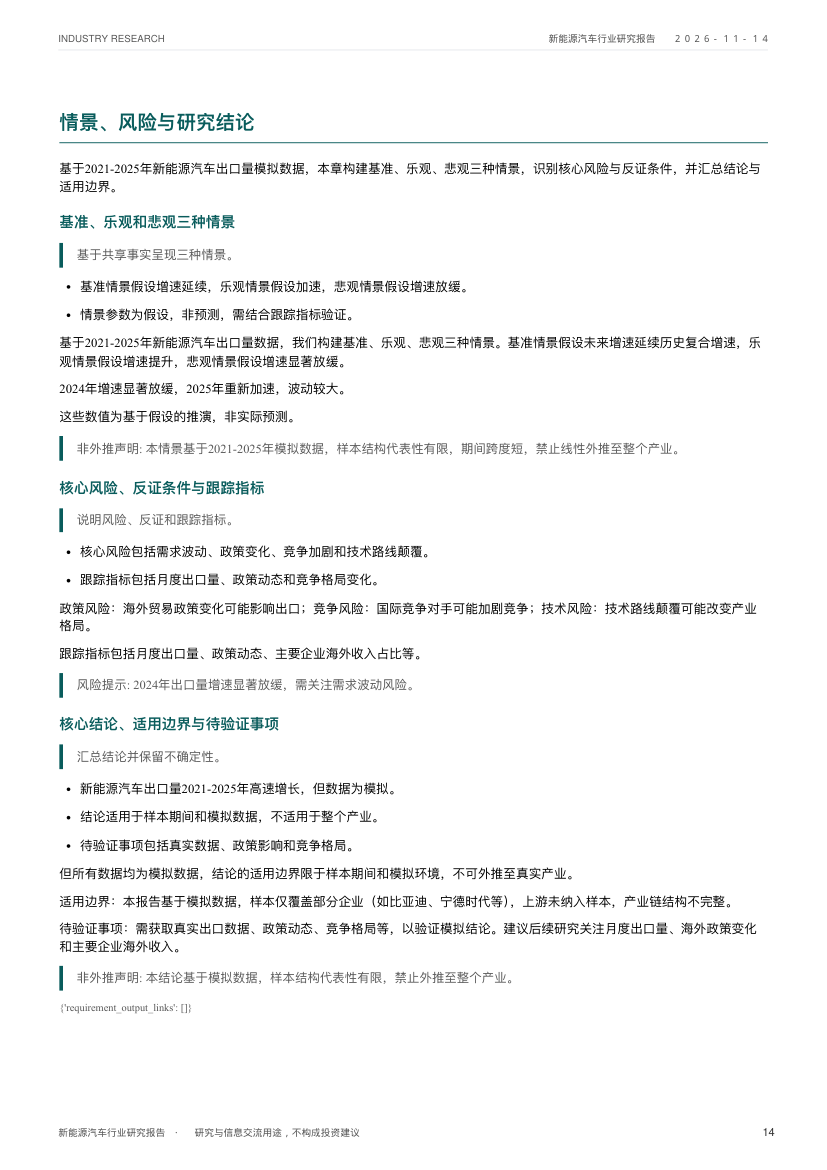 INDUSTRY RESEARCH
新能源汽车行业研究报告 2026-11-14
情景、风险与研究结论
基于2021-2025年新能源汽车出口量模拟数据，本章构建基准、乐观、悲观三种情景，识别核心风险与反证条件，并汇总结论与
适用边界。
基准、乐观和悲观三种情景
基于共享事实呈现三种情景。
• 基准情景假设增速延续，乐观情景假设加速，悲观情景假设增速放缓。
• 情景参数为假设，非预测，需结合跟踪指标验证。
基于2021-2025年新能源汽车出口量数据，我们构建基准、乐观、悲观三种情景。基准情景假设未来增速延续历史复合增速，乐
观情景假设增速提升，悲观情景假设增速显著放缓。
2024年增速显著放缓，2025年重新加速，波动较大。
这些数值为基于假设的推演，非实际预测。
非外推声明: 本情景基于2021-2025年模拟数据，样本结构代表性有限，期间跨度短，禁止线性外推至整个产业。
核心风险、反证条件与跟踪指标
说明风险、反证和跟踪指标。
• 核心风险包括需求波动、政策变化、竞争加剧和技术路线颠覆。
• 跟踪指标包括月度出口量、政策动态和竞争格局变化。
政策风险：海外贸易政策变化可能影响出口；竞争风险：国际竞争对手可能加剧竞争；技术风险：技术路线颠覆可能改变产业
格局。
跟踪指标包括月度出口量、政策动态、主要企业海外收入占比等。
风险提示: 2024年出口量增速显著放缓，需关注需求波动风险。
核心结论、适用边界与待验证事项
汇总结论并保留不确定性。
• 新能源汽车出口量2021-2025年高速增长，但数据为模拟。
• 结论适用于样本期间和模拟数据，不适用于整个产业。
• 待验证事项包括真实数据、政策影响和竞争格局。
但所有数据均为模拟数据，结论的适用边界限于样本期间和模拟环境，不可外推至真实产业。
适用边界：本报告基于模拟数据，样本仅覆盖部分企业（如比亚迪、宁德时代等），上游未纳入样本，产业链结构不完整。
待验证事项：需获取真实出口数据、政策动态、竞争格局等，以验证模拟结论。建议后续研究关注月度出口量、海外政策变化
和主要企业海外收入。
非外推声明: 本结论基于模拟数据，样本结构代表性有限，禁止外推至整个产业。
{'requirement_output_links': []}
新能源汽车行业研究报告 · 研究与信息交流用途，不构成投资建议
14